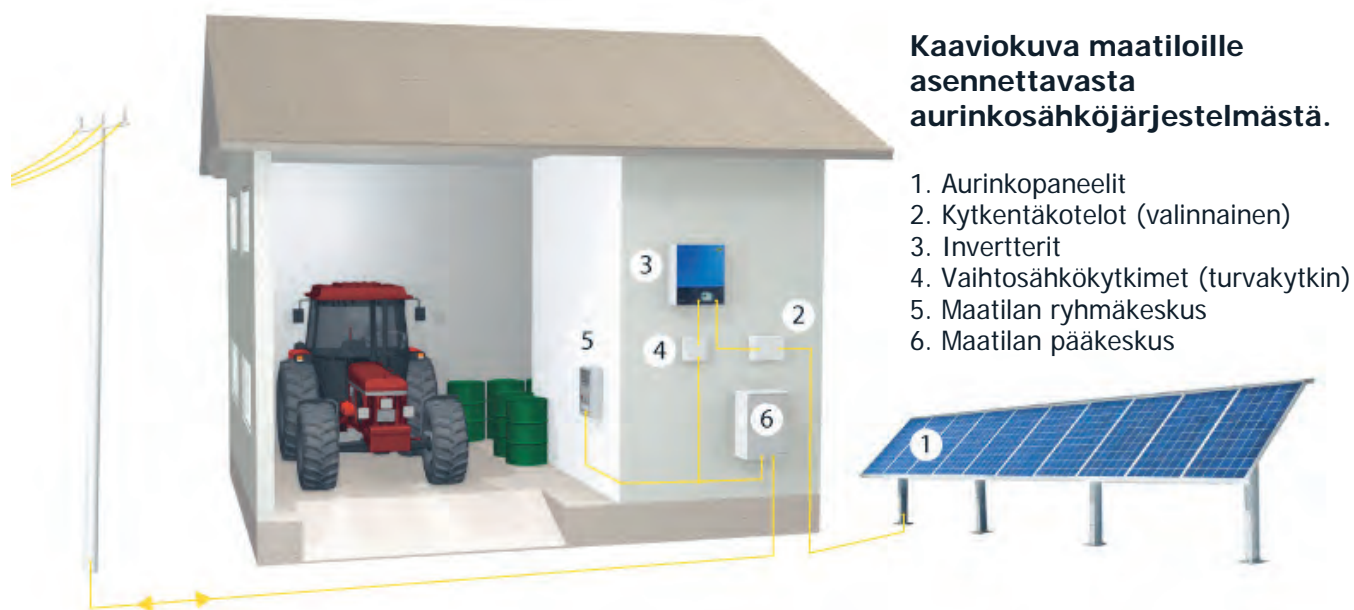 Kaaviokuva maatiloille
asennettavasta
aurinkosähköjärjestelmästä.
1. Aurinkopaneelit
2. Kytkentäkotelot (valinnainen)
3. Invertterit
4. Vaihtosähkökytkimet (turvakytkin)
5. Maatilan ryhmäkeskus
6. Maatilan pääkeskus
3
2
5
4
6
1